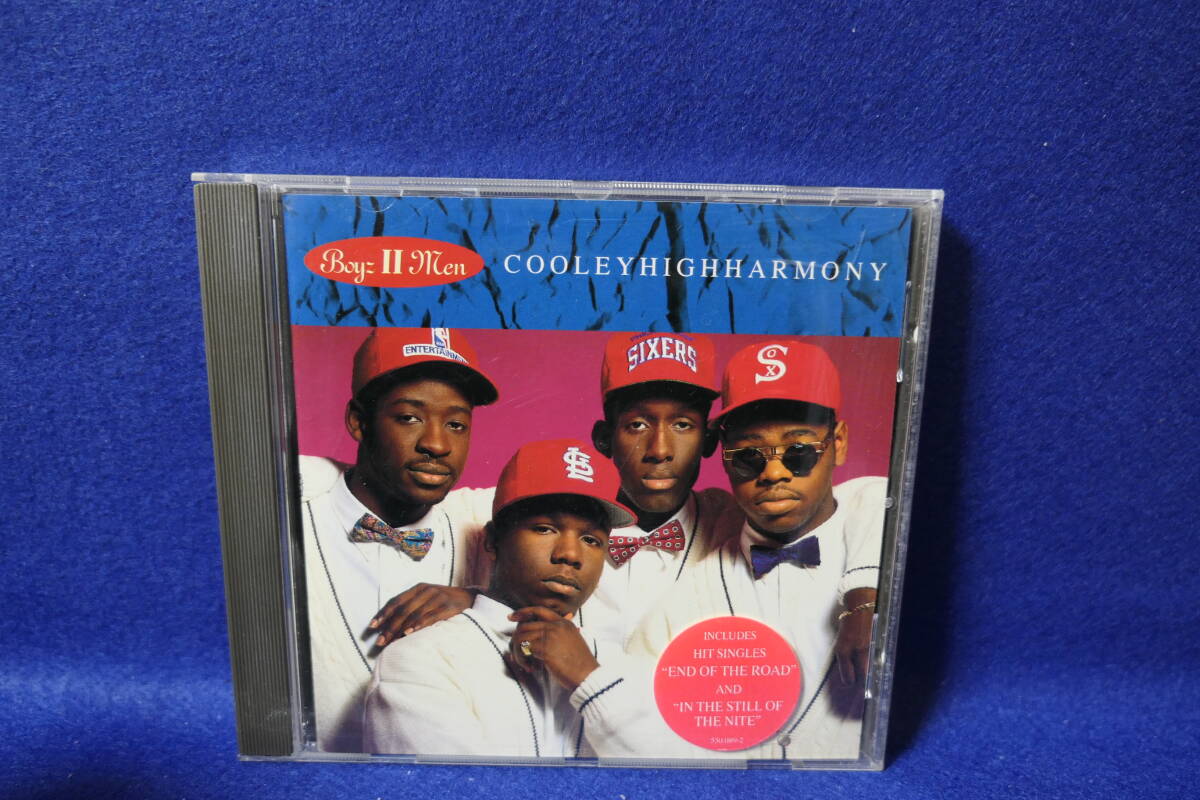 Boyz II Men
COOLEYHIGHHARMONY
SIXERS
SOX
STL
INCLUDES
HIT SINGLES
"END OF THE ROAD"
AND
"IN THE STILL OF
THE NITE"